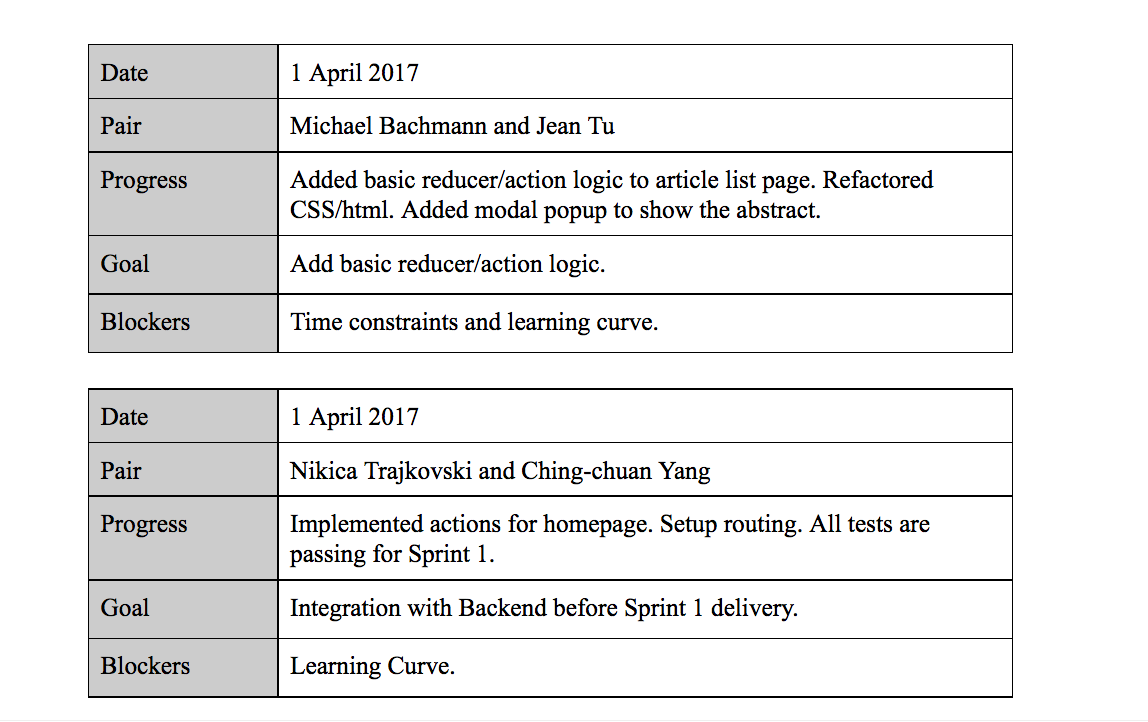 Date 1 April 2017
Pair Michael Bachmann and Jean Tu
Progress Added basic reducer/action logic to article list page. Refactored
CSS/html. Added modal popup to show the abstract.
Goal Add basic reducer/action logic.
Blockers Time constraints and learning curve.
Date 1 April 2017
Pair Nikica Trajkovski and Ching-chuan Yang
Progress Implemented actions for homepage. Setup routing. All tests are
passing for Sprint 1.
Goal Integration with Backend before Sprint 1 delivery.
Blockers Learning Curve.